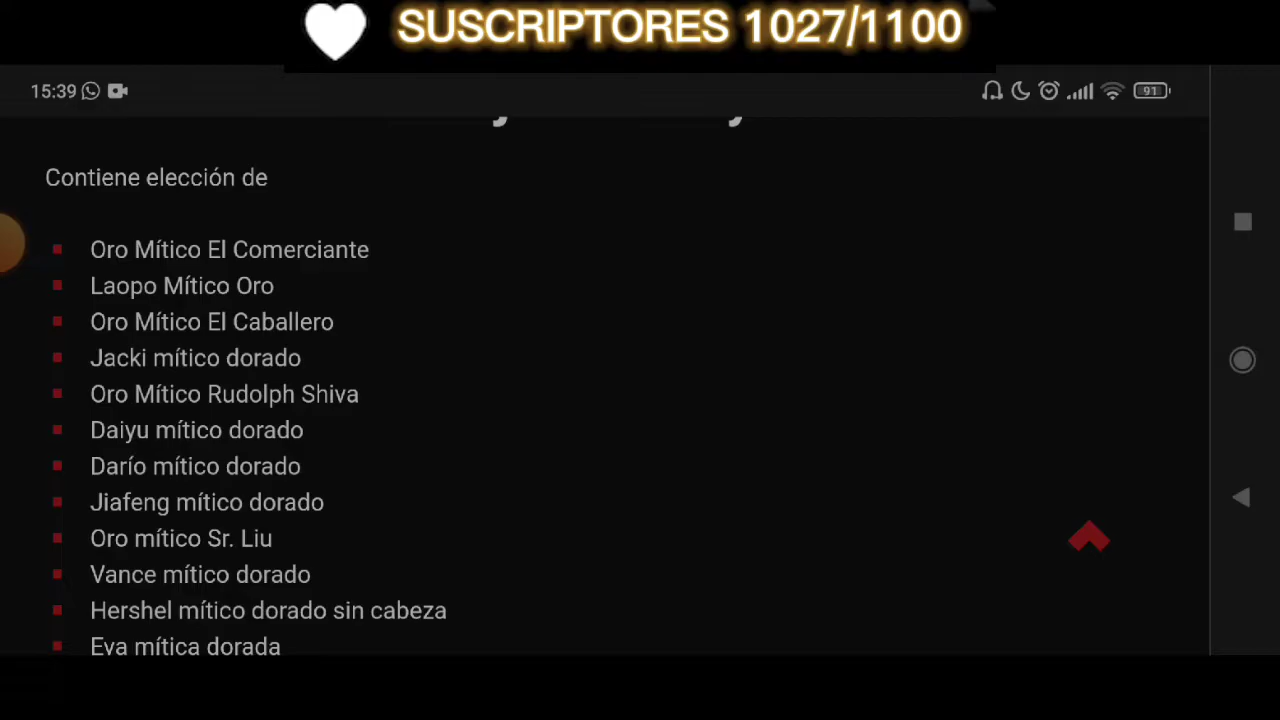 SUSCRIPTORES 1027/1100
15:39
91
Contiene elección de
Oro Mítico El Comerciante
Laopo Mítico Oro
Oro Mítico El Caballero
Jacki mítico dorado
Oro Mítico Rudolph Shiva
Daiyu mítico dorado
Darío mítico dorado
Jiafeng mítico dorado
Oro mítico Sr. Liu
Vance mítico dorado
Hershel mítico dorado sin cabeza
Eva mítica dorada